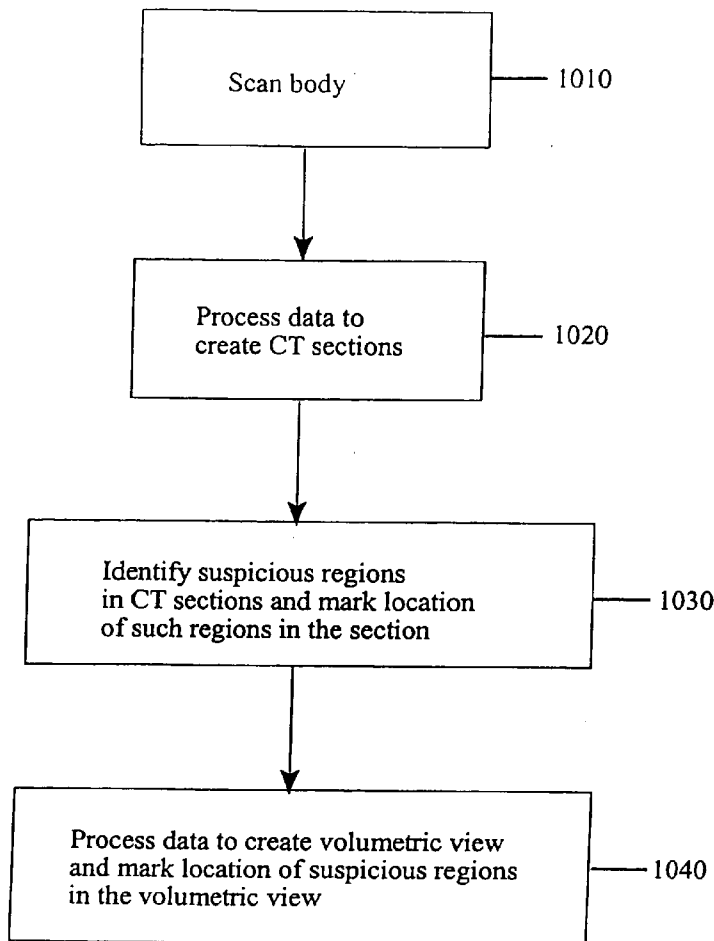 Scan body
1010
Process data to
create CT sections
1020
Identify suspicious regions
in CT sections and mark location
of such regions in the section
1030
Process data to create volumetric view
and mark location of suspicious regions
in the volumetric view
1040